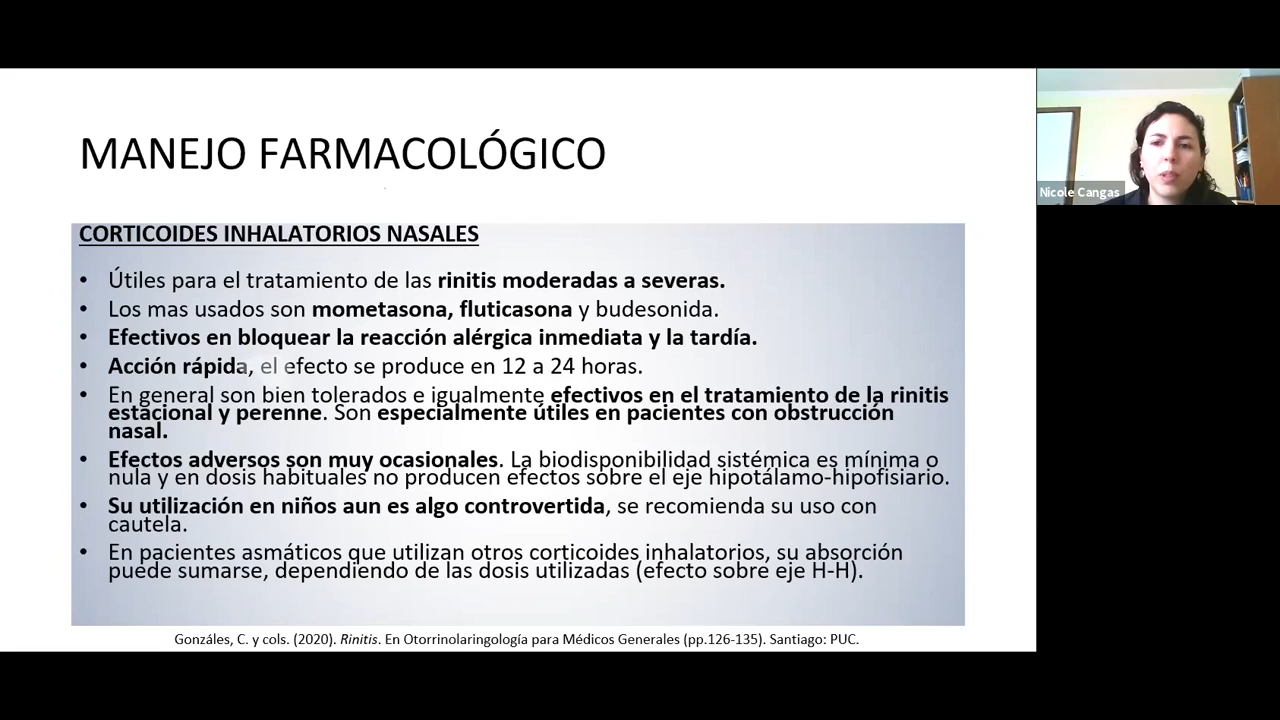 MANEJO FARMACOLÓGICO
Nicole Cangas
CORTICOIDES INHALATORIOS NASALES
• Útiles para el tratamiento de las rinitis moderadas a severas.
• Los mas usados son mometasona, fluticasona y budesonida.
• Efectivos en bloquear la reacción alérgica inmediata y la tardía.
• Acción rápida, el efecto se produce en 12 a 24 horas.
• En general son bien tolerados e igualmente efectivos en el tratamiento de la rinitis
estacional y perenne. Son especialmente útiles en pacientes con obstrucción
nasal.
• Efectos adversos son muy ocasionales. La biodisponibilidad sistémica es mínima o
nula y en dosis habituales no producen efectos sobre el eje hipotálamo-hipofisiario.
• Su utilización en niños aun es algo controvertida, se recomienda su uso con
cautela.
• En pacientes asmáticos que utilizan otros corticoides inhalatorios, su absorción
puede sumarse, dependiendo de las dosis utilizadas (efecto sobre eje H-H).
Gonzáles, C. y cols. (2020). Rinitis. En Otorrinolaringología para Médicos Generales (pp.126-135). Santiago: PUC.